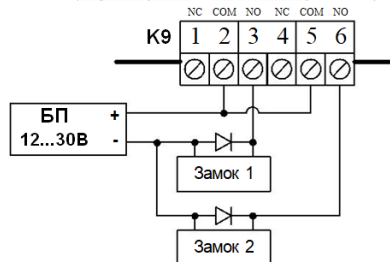 NC COM NO NC COM NO
K9 1 2 3 4 5 6
БП +
12...30В -
Замок 1
Замок 2